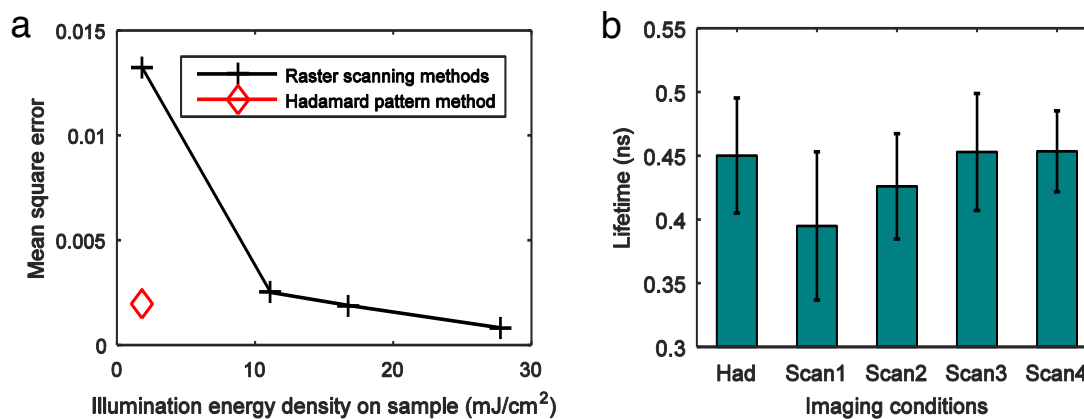 a
0.015
0.01
0.005
0
Mean square error
Raster scanning methods
Hadamard pattern method
0 10 20 30
Illumination energy density on sample (mJ/cm²)
b
0.55
0.5
0.45
0.4
0.35
0.3
Lifetime (ns)
Had Scan1 Scan2 Scan3 Scan4
Imaging conditions